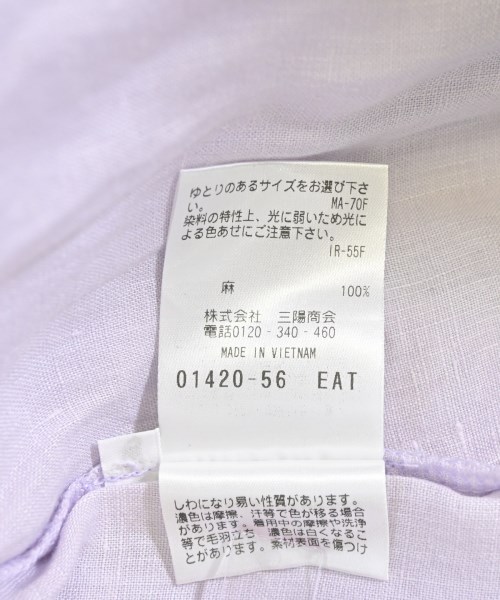 ゆとりのあるサイズをお選び下さ
い。 MA-70F
染料の特性上、光に弱いため光に
よる色あせにご注意下さい。
IR-55F
麻 100%
株式会社 三陽商会
電話0120-340-460
MADE IN VIETNAM
01420-56 EAT
しわになり易い性質があります。
濃色は摩擦、汗等で色が移る場合
があります。着用中の摩擦や洗浄
等で毛羽立ち 濃色は白くなるこ
とがあります。素材表面を傷つけ